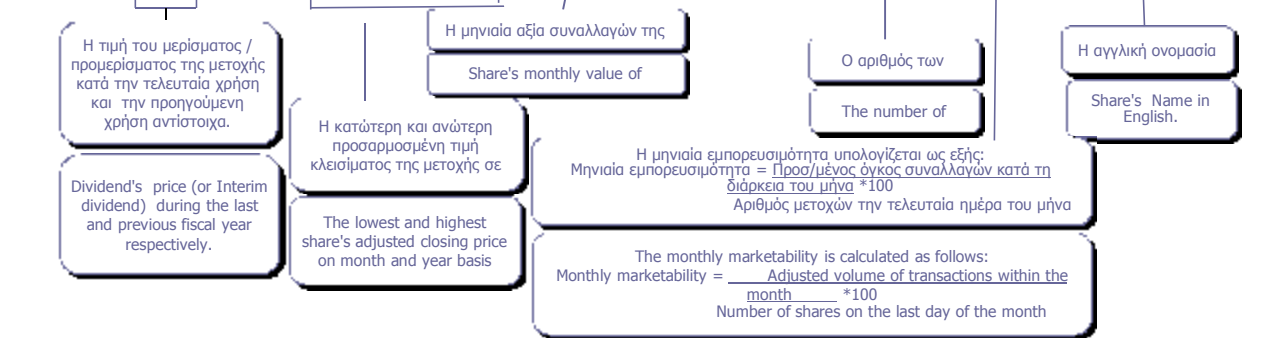 Η τιμή του μερίσματος /
προμερίσματος της μετοχής
κατά την τελευταία χρήση
και  την προηγούμενη
χρήση αντίστοιχα.
Dividend's  price (or Interim
dividend)  during the last
and previous fiscal year
respectively.
Η κατώτερη και ανώτερη
προσαρμοσμένη τιμή
κλεισίματος της μετοχής σε
The lowest and highest
share's adjusted closing price
on month and year basis
Η μηνιαία αξία συναλλαγών της
Share's monthly value of
Η μηνιαία εμπορευσιμότητα υπολογίζεται ως εξής:
Μηνιαία εμπορευσιμότητα = Προσ/μένος όγκος συναλλαγών κατά τη
διάρκεια του μήνα *100
Αριθμός μετοχών την τελευταία ημέρα του μήνα
The monthly marketability is calculated as follows:
Monthly marketability = Adjusted volume of transactions within the
month *100
Number of shares on the last day of the month
Ο αριθμός των
The number of
Η αγγλική ονομασία
Share's  Name in
English.